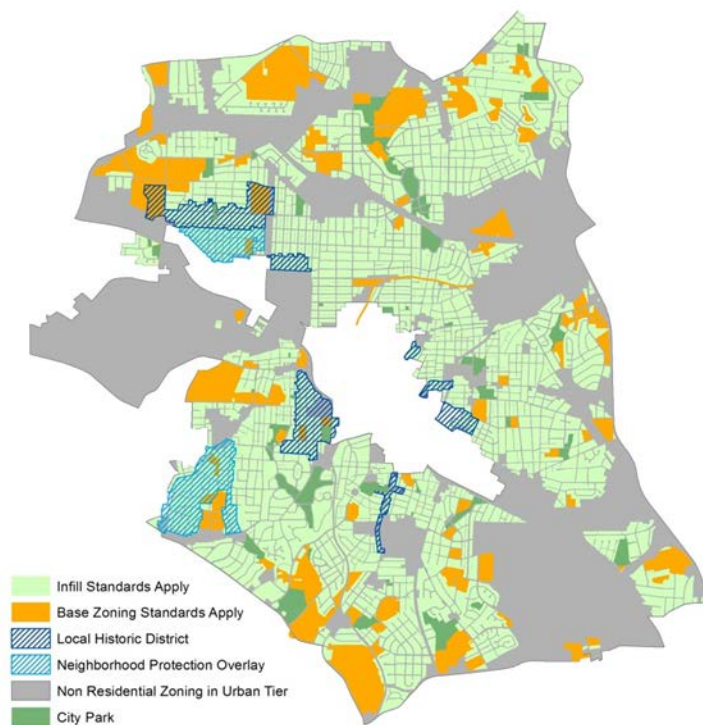 Infill Standards Apply
Base Zoning Standards Apply
Local Historic District
Neighborhood Protection Overlay
Non Residential Zoning in Urban Tier
City Park